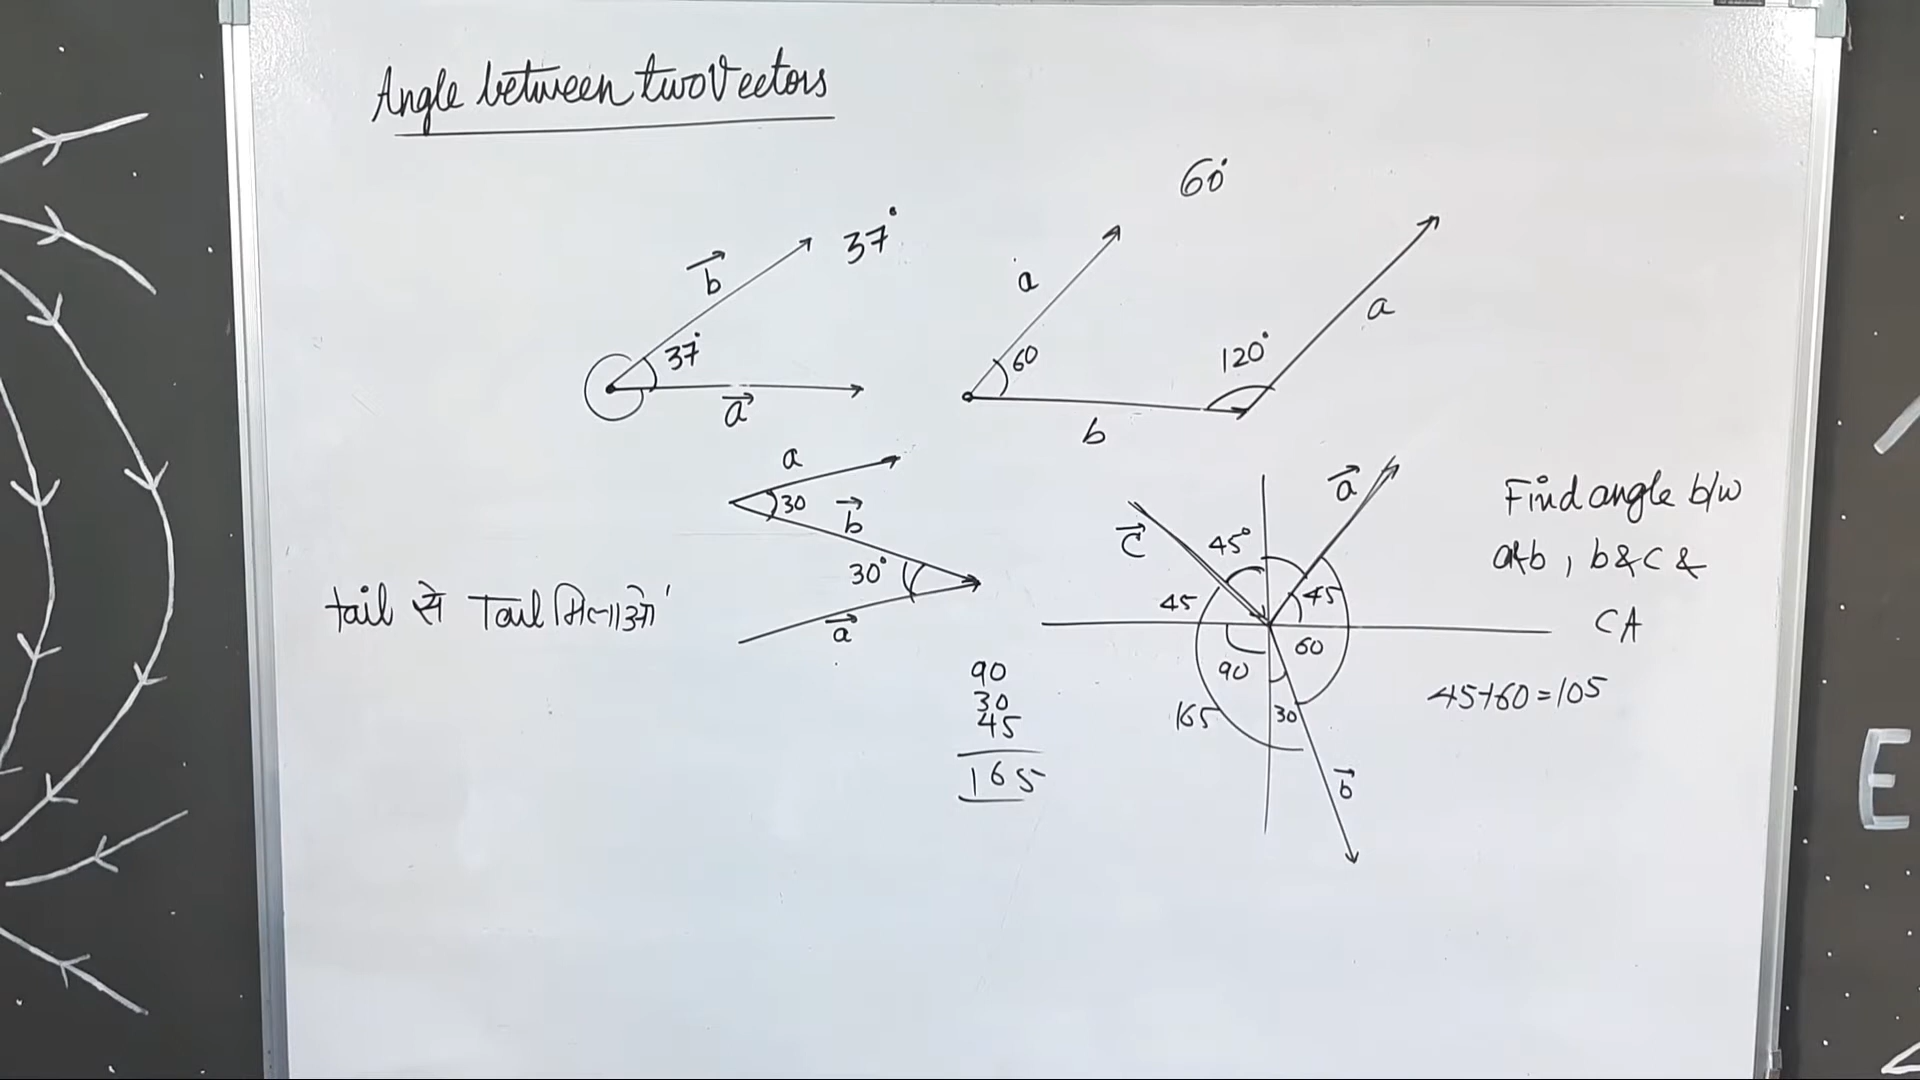 Angle between two Vectors
60°
37°
b
a
a
37°
60
120°
a
b
a
30
b
a
Find angle b/w
c
45°
a&b, b&c &
30°
tail से Tail मिलाओ
45
45
CA
a
60
90
90
45+60=105
30
165
30
45
165
b
E